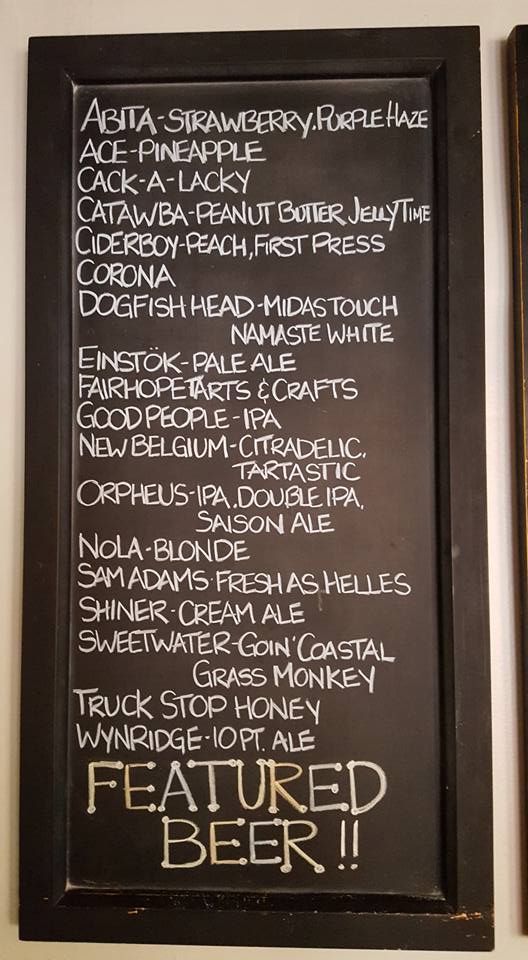 ABITA-STRAWBERRY, PURPLE HAZE
ACE-PINEAPPLE
CACK-A-LACKY
CATAWBA-PEANUT BUTTER JELLY TIME
CIDERBOY-PEACH, FIRST PRESS
CORONA
DOGFISH HEAD-MIDAS TOUCH
NAMASTE WHITE
EINSTÖK-PALE ALE
FAIRHOPE TARTS & CRAFTS
GOOD PEOPLE-IPA
NEW BELGIUM-CITRADELIC,
TARTASTIC
ORPHEUS-IPA, DOUBLE IPA,
SAISON ALE
NOLA-BLONDE
SAM ADAMS-FRESH AS HELLES
SHINER-CREAM ALE
SWEETWATER-GOIN' COASTAL
GRASS MONKEY
TRUCK STOP HONEY
WYNRIDGE-10 PT. ALE
FEATURED
BEER!!